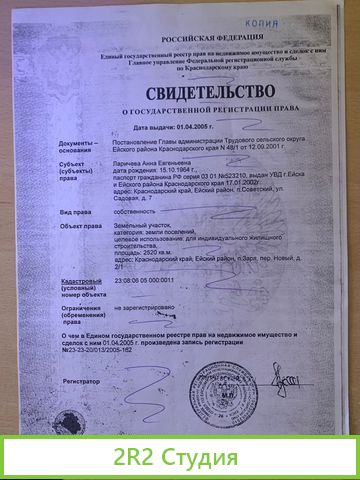 КОПИЯ
РОССИЙСКАЯ ФЕДЕРАЦИЯ
Единый государственный реестр прав на недвижимое имущество и сделок с ним
Главное управление Федеральной регистрационной службы
по Краснодарскому краю
СВИДЕТЕЛЬСТВО
О ГОСУДАРСТВЕННОЙ РЕГИСТРАЦИИ ПРАВА
Дата выдачи: 01.04.2005 г.
Документы – основания Постановление Главы администрации Трудового сельского округа
Ейского района Краснодарского края N 48/1 от 12.09.2001 г.
Субъект (субъекты) права Ларичева Анна Евгеньевна
дата рождения: 15.10.1964 г.,
паспорт гражданина РФ серия 03 01 №523210, выдан УВД г.Ейска
и Ейского района Краснодарского края 17.01.2002г.
адрес: Краснодарский край, Ейский район, п.Советский, ул.
Садовая, д. 7
Вид права собственность
Объект права Земельный участок,
категория: земли поселений,
целевое использование: для индивидуального жилищного
строительства,
площадь: 2520 кв.м.
адрес: Краснодарский край, Ейский район, п.Заря, пер. Новый, д.
2/1
Кадастровый (условный) номер объекта 23:08:06 05 000:0011
Ограничения (обременения) права не зарегистрировано
О чем в Едином государственном реестре прав на недвижимое имущество и
сделок с ним 01.04.2005 г. произведена запись регистрации
№23-23-20/013/2005-162
Регистратор
М.П.
2R2 Студия